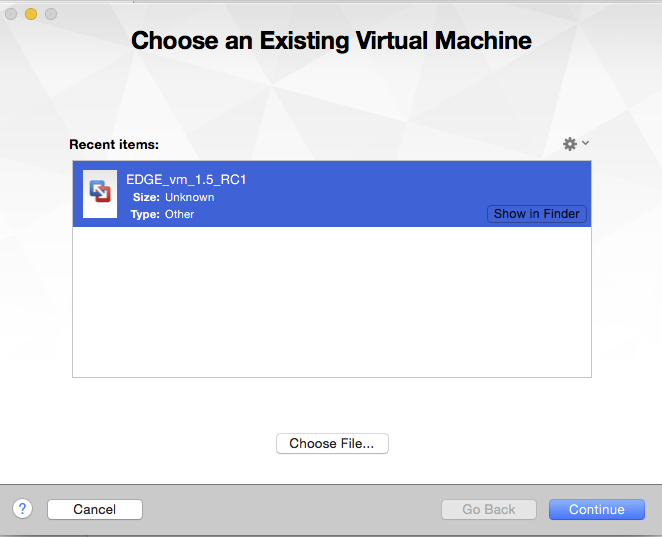 Choose an Existing Virtual Machine
Recent items:
EDGE_vm_1.5_RC1
Size: Unknown
Type: Other
Show in Finder
Choose File...
?
Cancel
Go Back
Continue